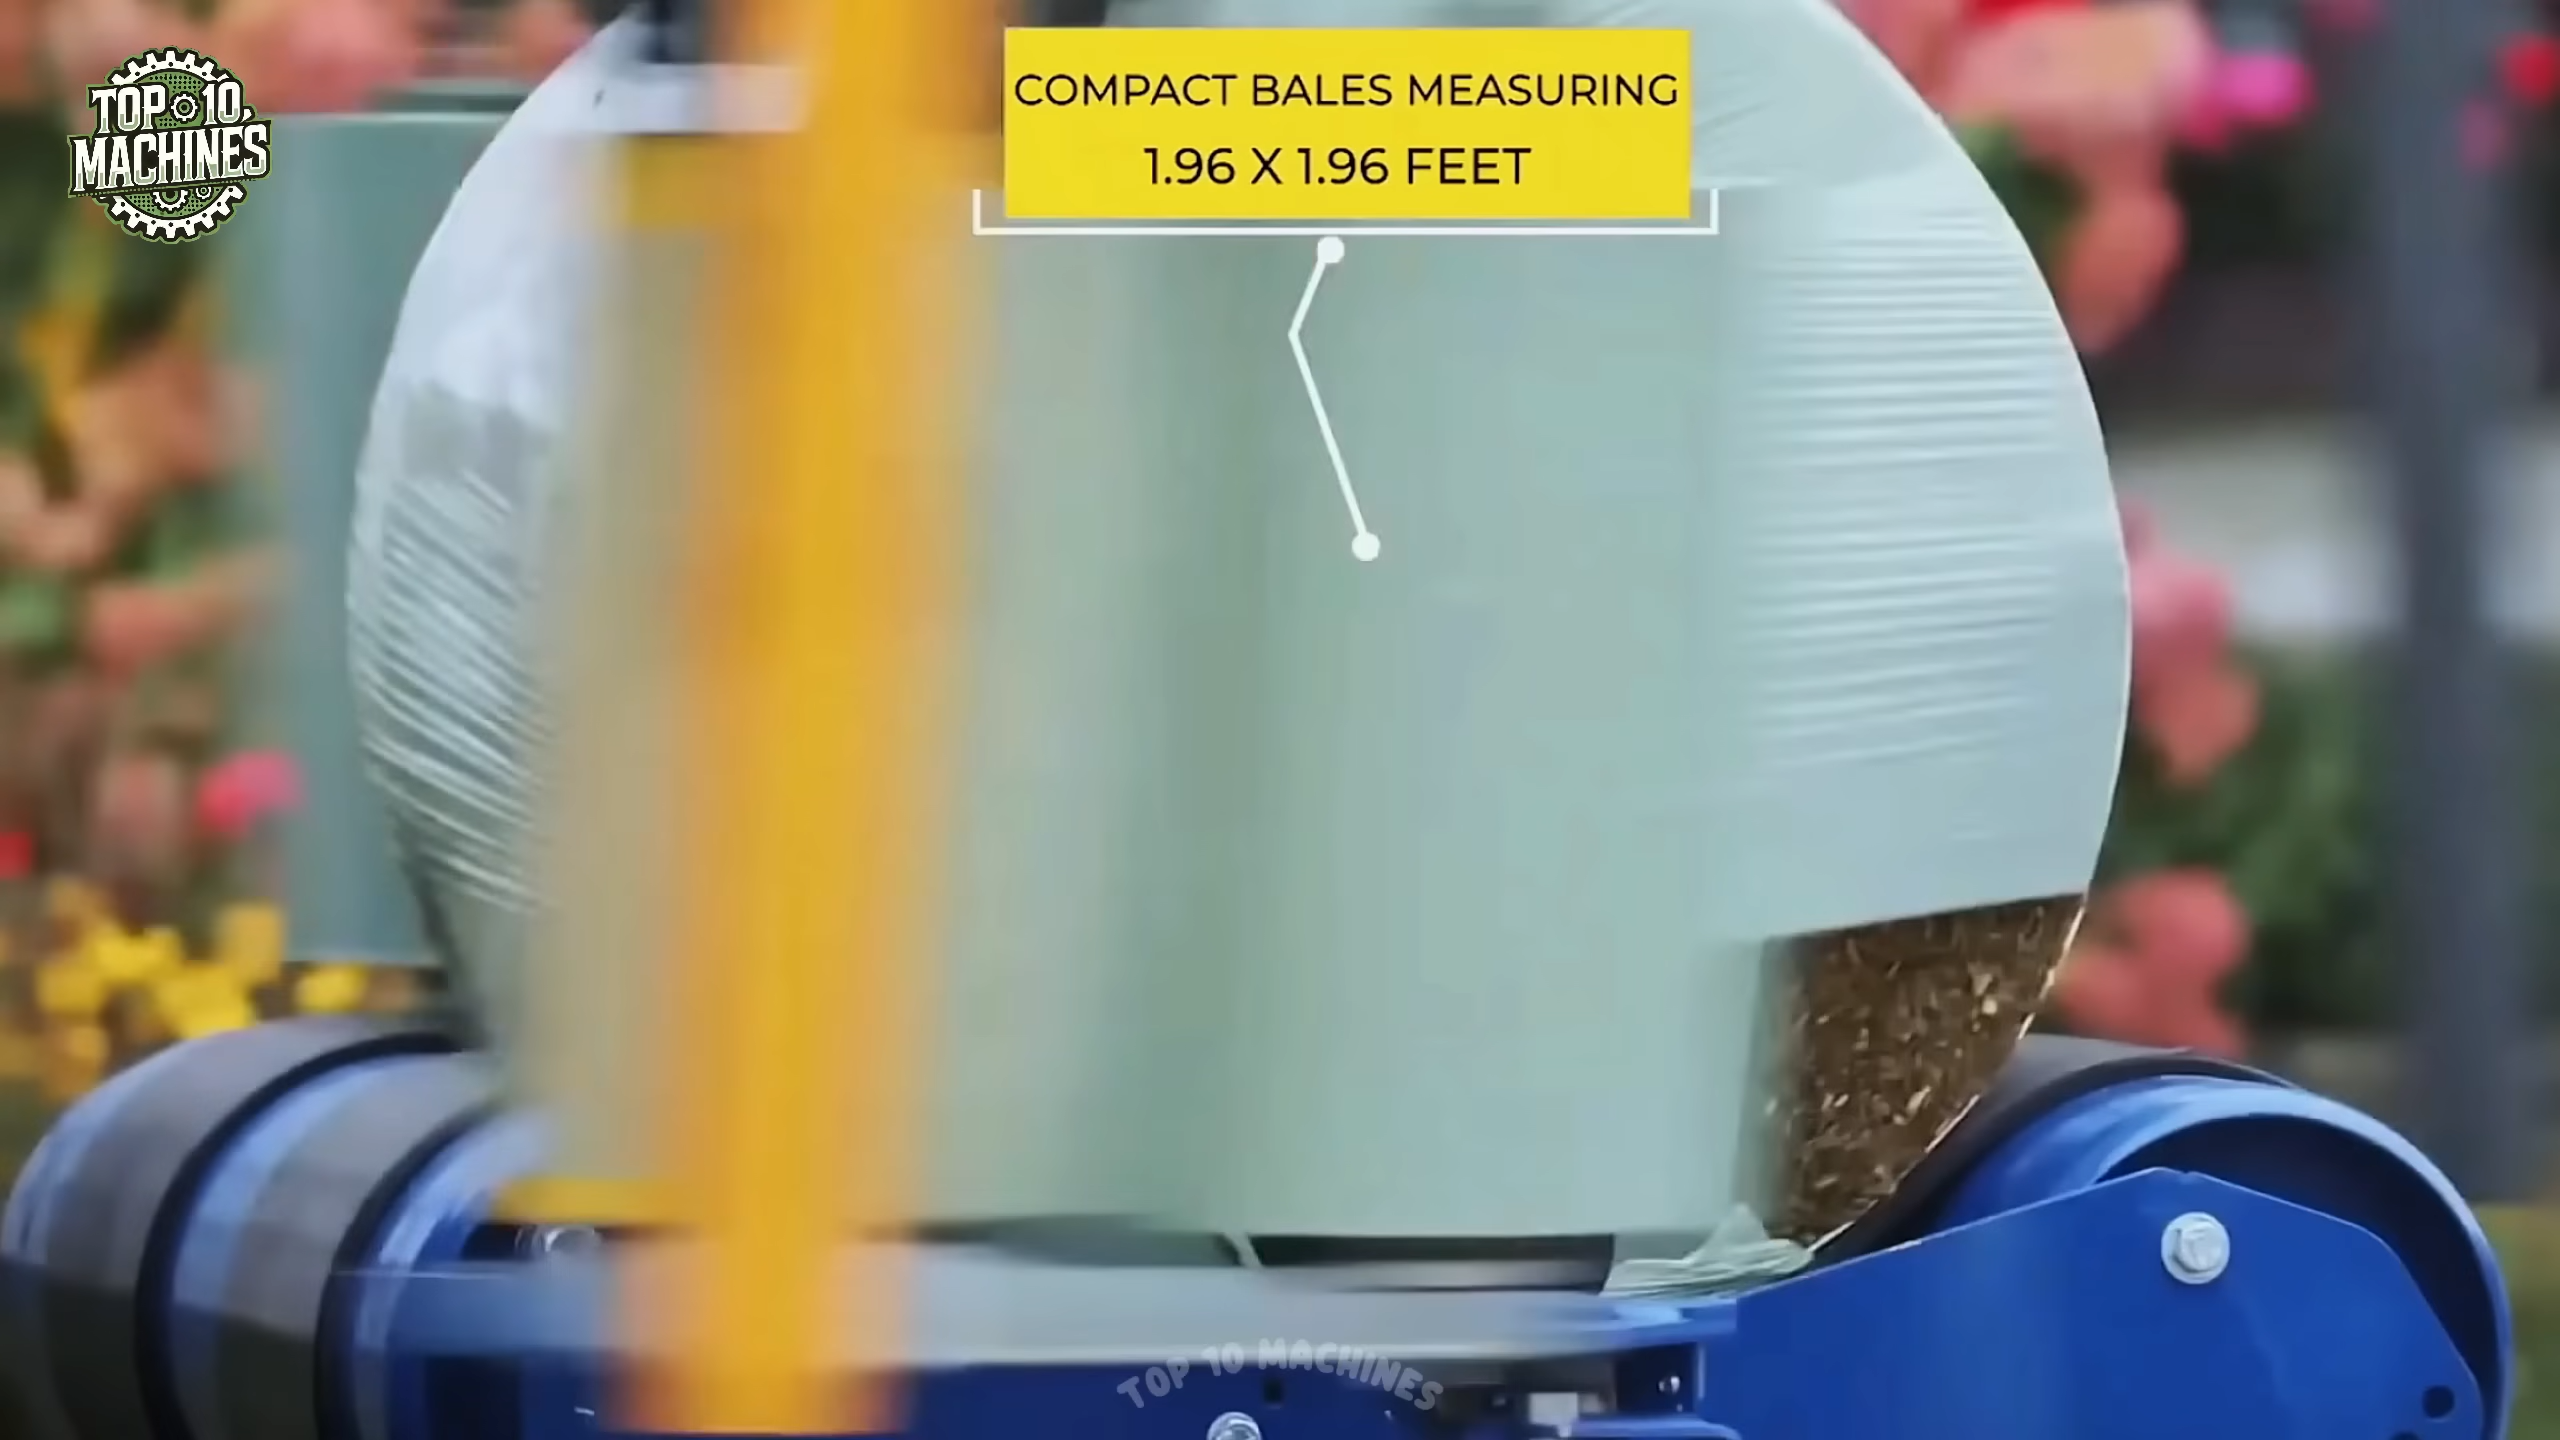 TOP 10
MACHINES
COMPACT BALES MEASURING
1.96 X 1.96 FEET
TOP 10 MACHINES